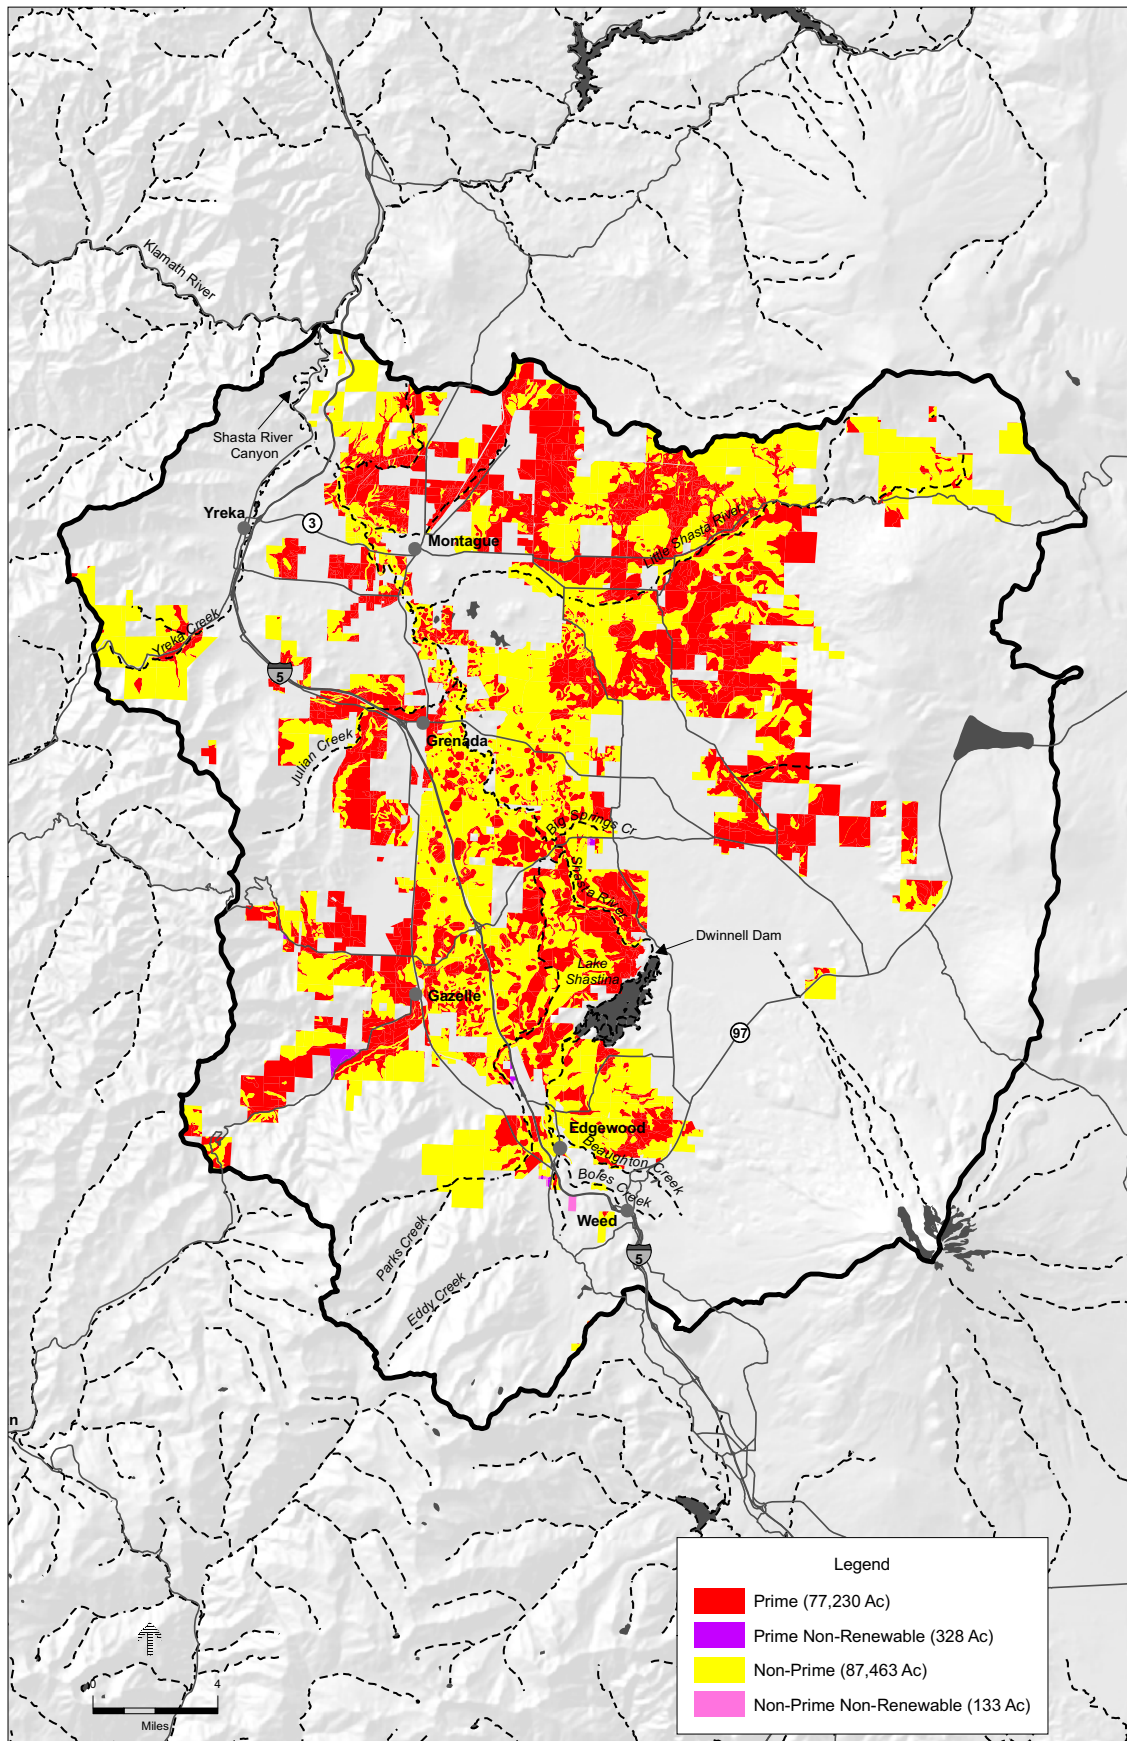 Klamath River
Shasta River
Canyon
Yreka
3
Montague
Little Shasta River
Yreka Creek
5
Julian Creek
Grenada
Big Springs Cr
Shasta River
Dwinnell Dam
Lake
Shastina
Gazelle
97
Edgewood
Beaughton Creek
Boles Creek
Weed
5
Parks Creek
Eddy Creek
n
Legend
Prime (77,230 Ac)
Prime Non-Renewable (328 Ac)
Non-Prime (87,463 Ac)
Non-Prime Non-Renewable (133 Ac)
0 4
Miles